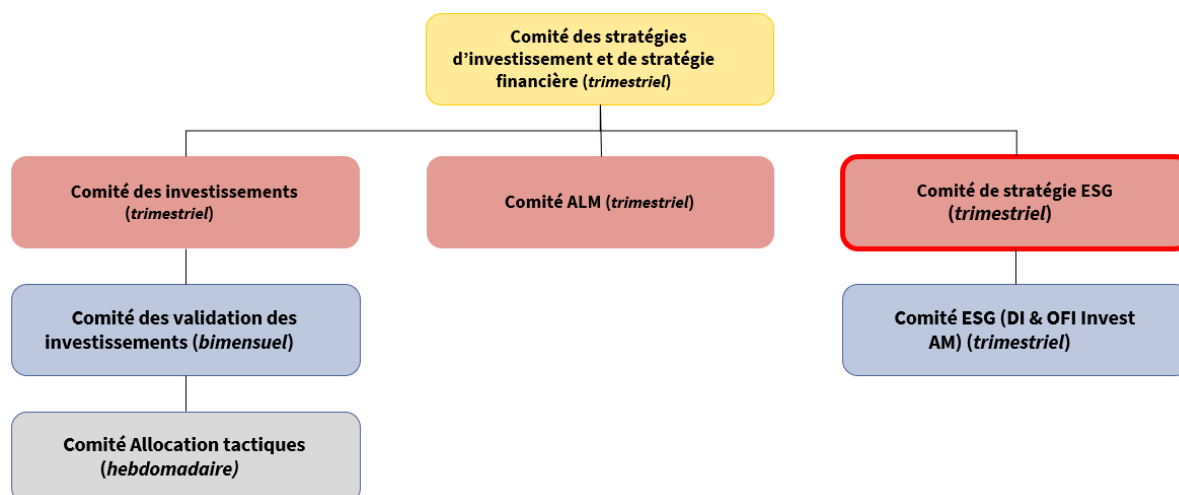 Comité des stratégies
d’investissement et de stratégie
financière (trimestriel)
Comité des investissements
(trimestriel)
Comité ALM (trimestriel)
Comité de stratégie ESG
(trimestriel)
Comité des validation des
investissements (bimensuel)
Comité ESG (DI & OFI Invest
AM) (trimestriel)
Comité Allocation tactiques
(hebdomadaire)